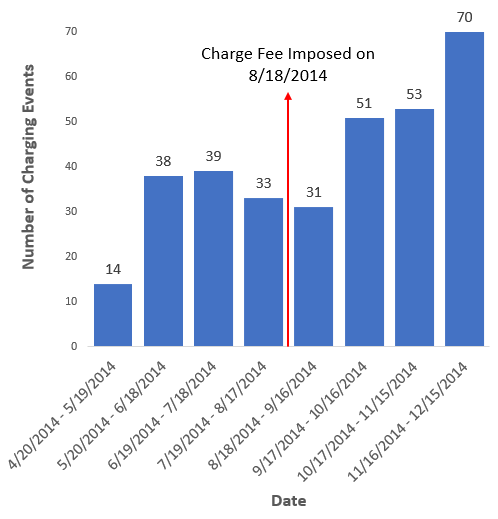 70
Charge Fee Imposed on
8/18/2014
70
60
50
40
30
20
10
0
Number of Charging Events
14
38
39
33
31
51
53
4/20/2014 - 5/19/2014
5/20/2014 - 6/18/2014
6/19/2014 - 7/18/2014
7/19/2014 - 8/17/2014
8/18/2014 - 9/16/2014
9/17/2014 - 10/16/2014
10/17/2014 - 11/15/2014
11/16/2014 - 12/15/2014
Date